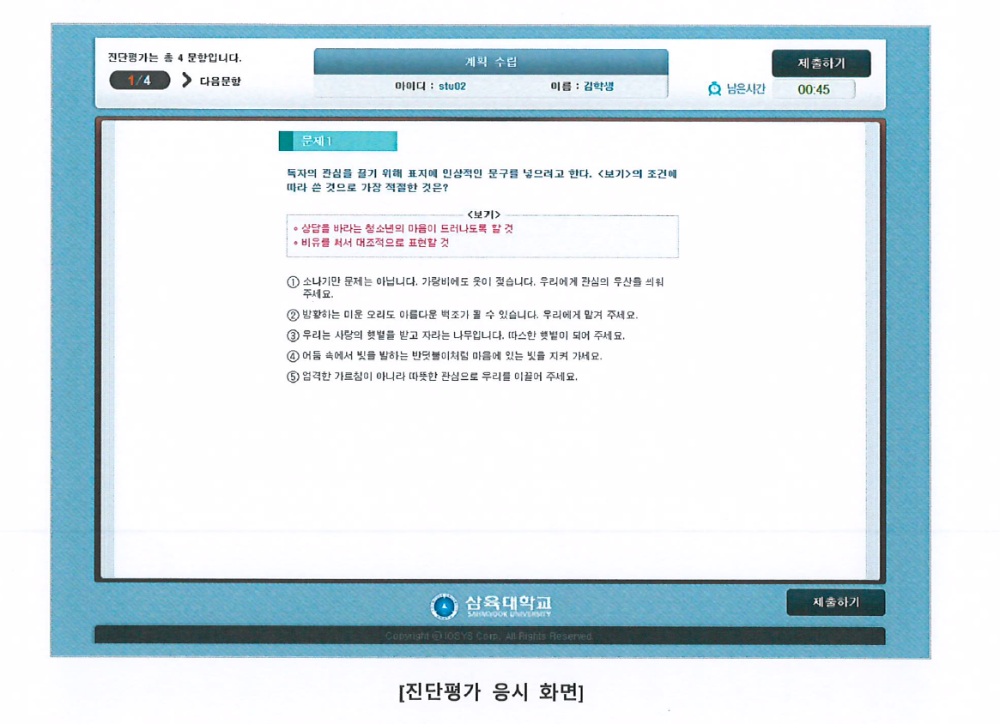 진단평가는 총 4 문항입니다.
1/4 다음문항
계획 수립
아이디 : stu02 이름 : 김학생
제출하기
남은시간 00:45
문제1
독자의 관심을 끌기 위해 표지에 인상적인 문구를 넣으려고 한다. <보기>의 조건에
따라 쓴 것으로 가장 적절한 것은?
<보기>
∘ 상담을 바라는 청소년의 마음이 드러나도록 할 것
∘ 비유를 써서 대조적으로 표현할 것
① 소나기만 문제는 아닙니다. 가랑비에도 옷이 젖습니다. 우리에게 관심의 우산을 씌워
주세요.
② 방황하는 미운 오리도 아름다운 백조가 될 수 있습니다. 우리에게 맡겨 주세요.
③ 우리는 사랑의 햇볕을 받고 자라는 나무입니다. 따스한 햇볕이 되어 주세요.
④ 어둠 속에서 빛을 발하는 반딧불이처럼 마음에 있는 빛을 지켜 가세요.
⑤ 엄격한 가르침이 아니라 따뜻한 관심으로 우리를 이끌어 주세요.
삼육대학교
SAHMYOOK UNIVERSITY
제출하기
Copyright ⓒ IOSYS Corp. All Rights Reserved.
[진단평가 응시 화면]